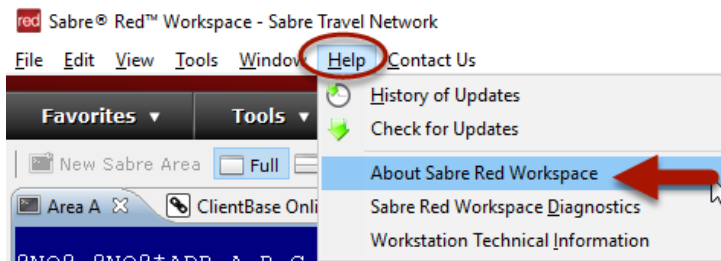 red Sabre® Red™ Workspace - Sabre Travel Network
File Edit View Tools Window Help Contact Us
Favorites ▼ Tools ▼
History of Updates
Check for Updates
New Sabre Area Full
About Sabre Red Workspace
Area A ClientBase Onli
Sabre Red Workspace Diagnostics
Workstation Technical Information